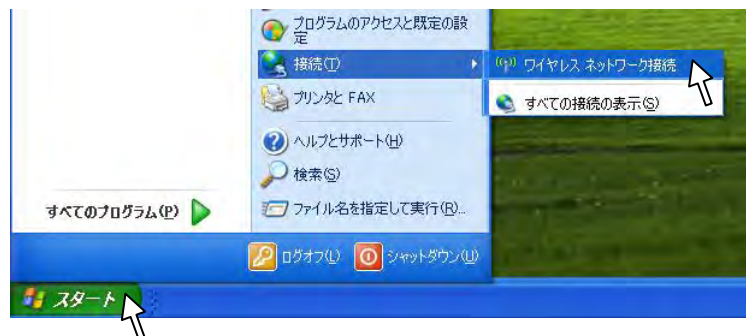 プログラムのアクセスと既定の設
定
接続(T)
ワイヤレス ネットワーク接続
プリンタと FAX
すべての接続の表示(S)
ヘルプとサポート(H)
検索(S)
すべてのプログラム(P)
ファイル名を指定して実行(R)...
ログオフ(L)
シャットダウン(U)
スタート